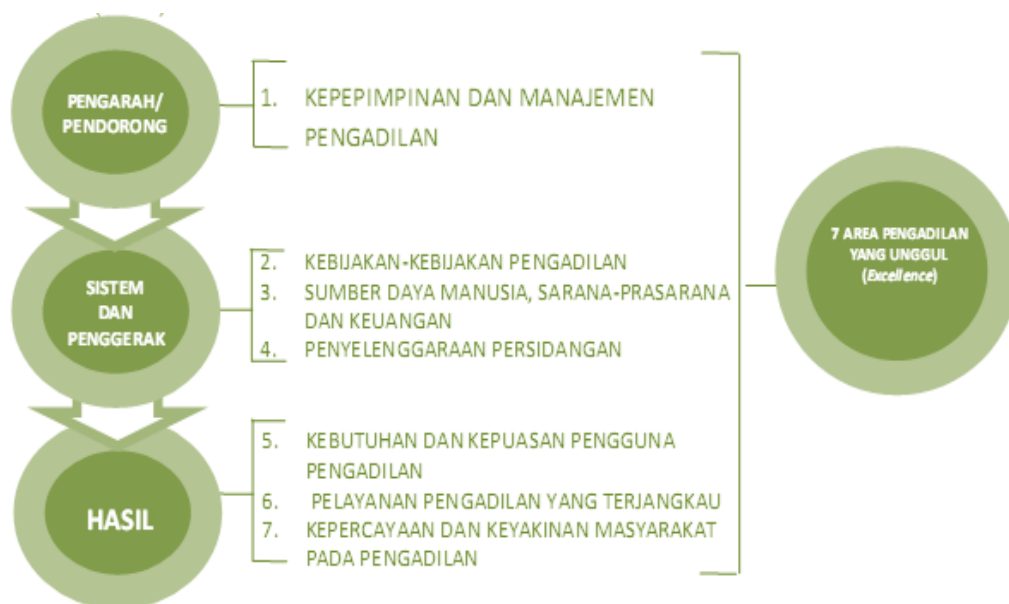 PENGARAH/
PENDORONG
1. KEPEPIMPINAN DAN MANAJEMEN
PENGADILAN
SISTEM
DAN
PENGGERAK
2. KEBIJAKAN-KEBIJAKAN PENGADILAN
3. SUMBER DAYA MANUSIA, SARANA-PRASARANA
DAN KEUANGAN
4. PENYELENGGARAAN PERSIDANGAN
HASIL
5. KEBUTUHAN DAN KEPUASAN PENGGUNA
PENGADILAN
6. PELAYANAN PENGADILAN YANG TERJANGKAU
7. KEPERCAYAAN DAN KEYAKINAN MASYARAKAT
PADA PENGADILAN
7 AREA PENGADILAN
YANG UNGGUL
(Excellence)